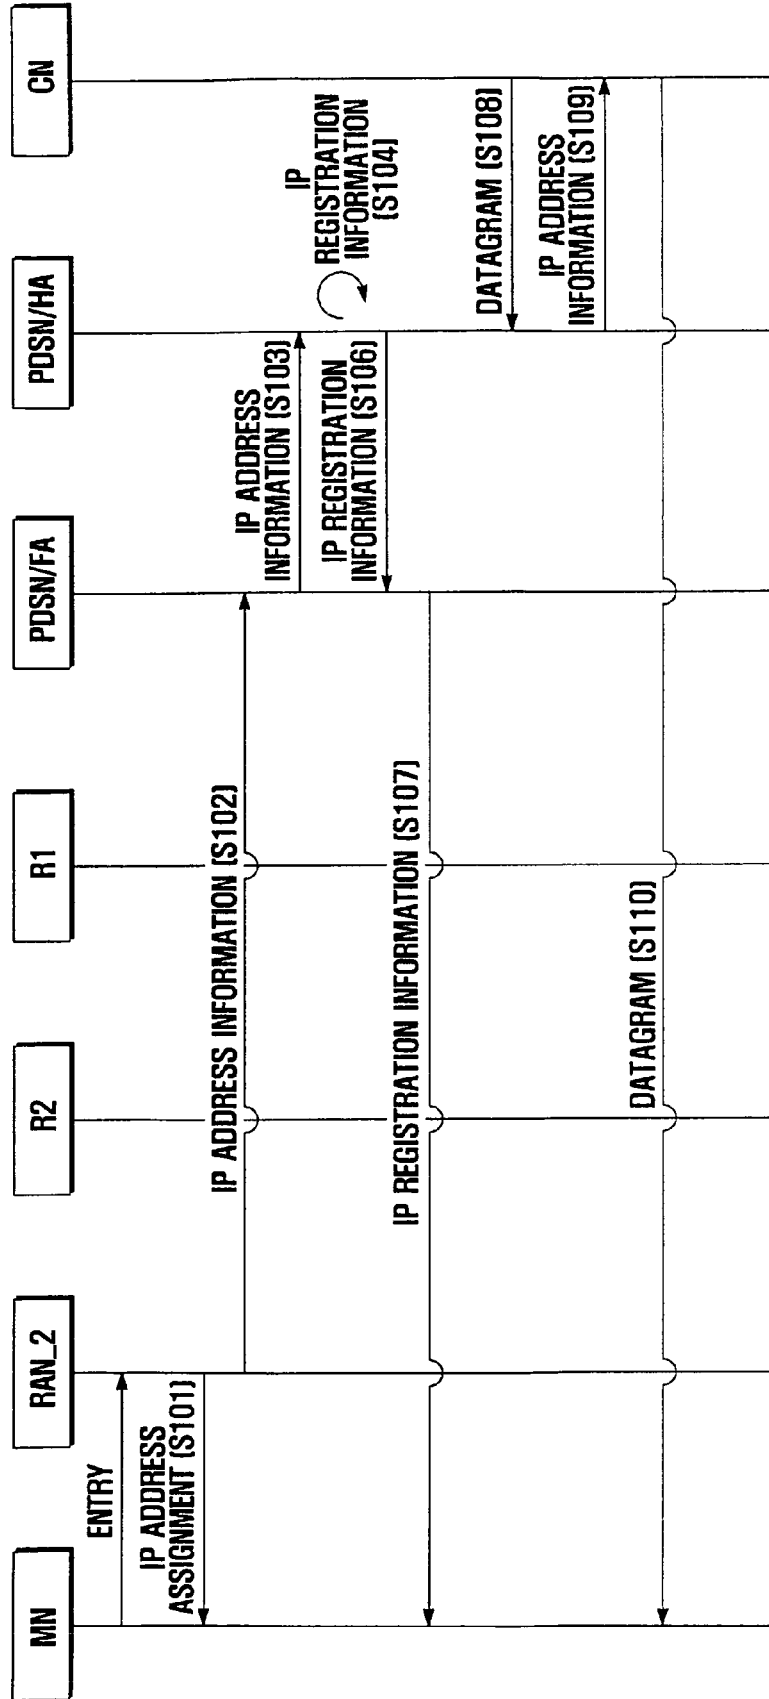 MN
RAN_2
R2
R1
PDSN/FA
PDSN/HA
CN
ENTRY
IP ADDRESS
ASSIGNMENT (S101)
IP ADDRESS INFORMATION (S102)
IP ADDRESS
INFORMATION (S103)
IP
REGISTRATION
INFORMATION
(S104)
IP REGISTRATION
INFORMATION (S106)
IP REGISTRATION INFORMATION (S107)
DATAGRAM (S108)
IP ADDRESS
INFORMATION (S109)
DATAGRAM (S110)